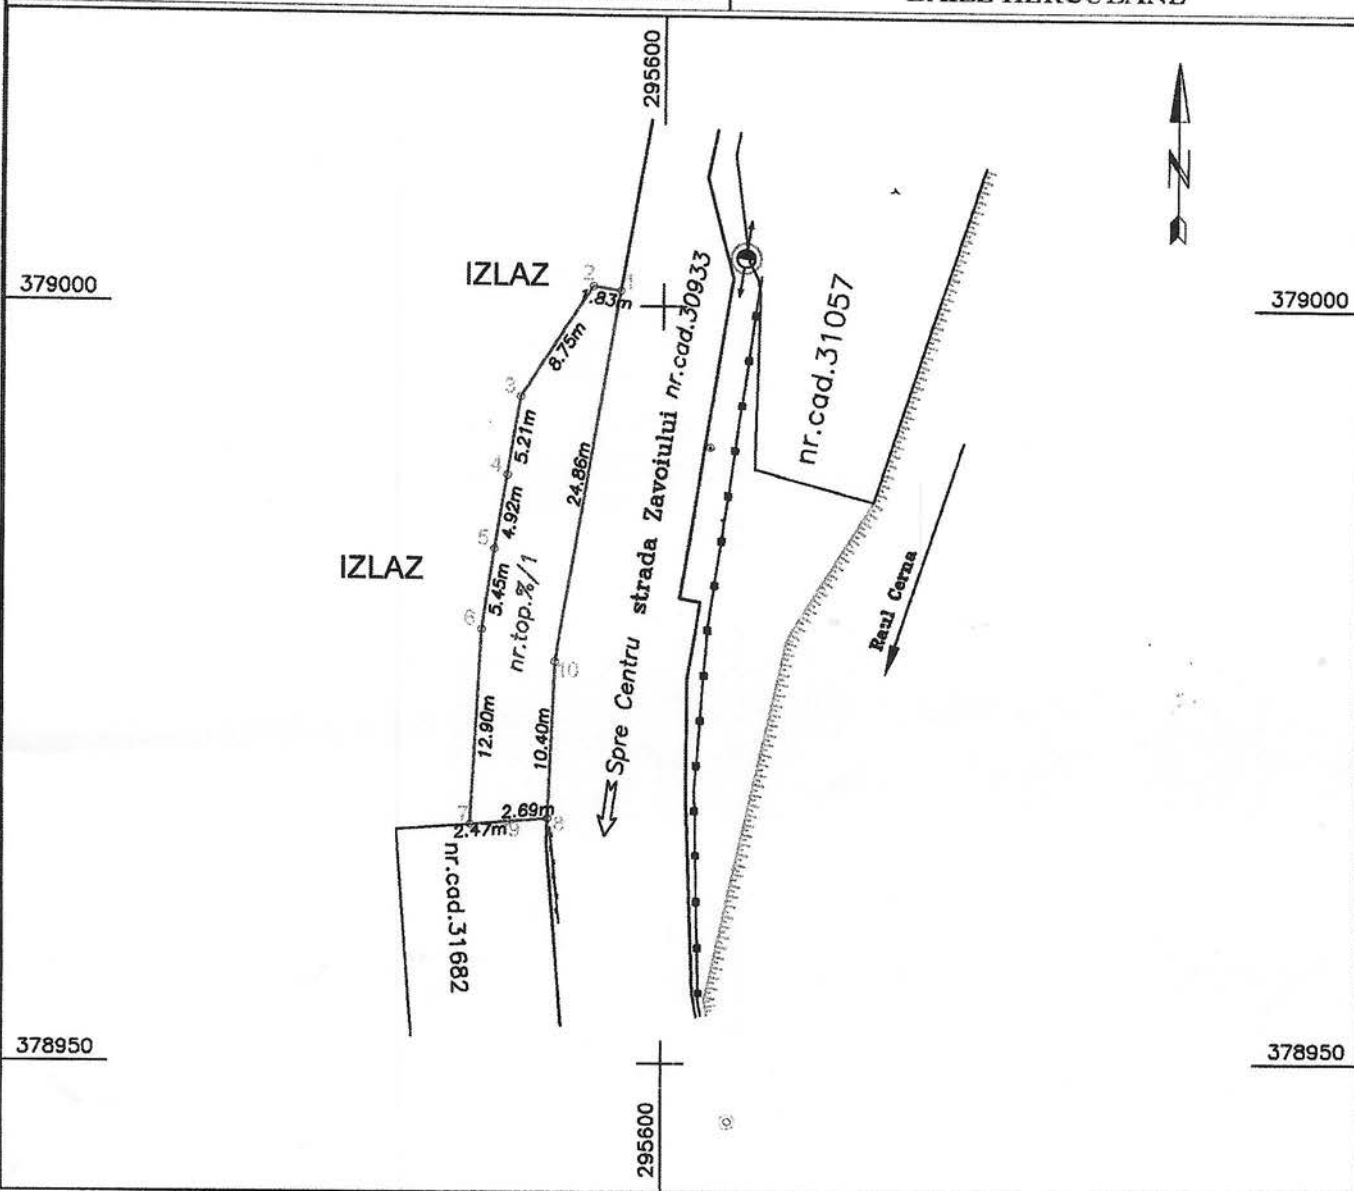 295600
N
IZLAZ
379000
379000
2
1
1.83m
8.75m
3
5.21m
4
4.92m
5
5.45m
6
nr.top.%/1
24.86m
10
12.90m
10.40m
7
2.69m
2.47m
9
8
IZLAZ
Spre Centru strada Zavoiului nr.cad.30933
nr.cad.31057
Raul Cerna
nr.cad.31682
378950
378950
295600